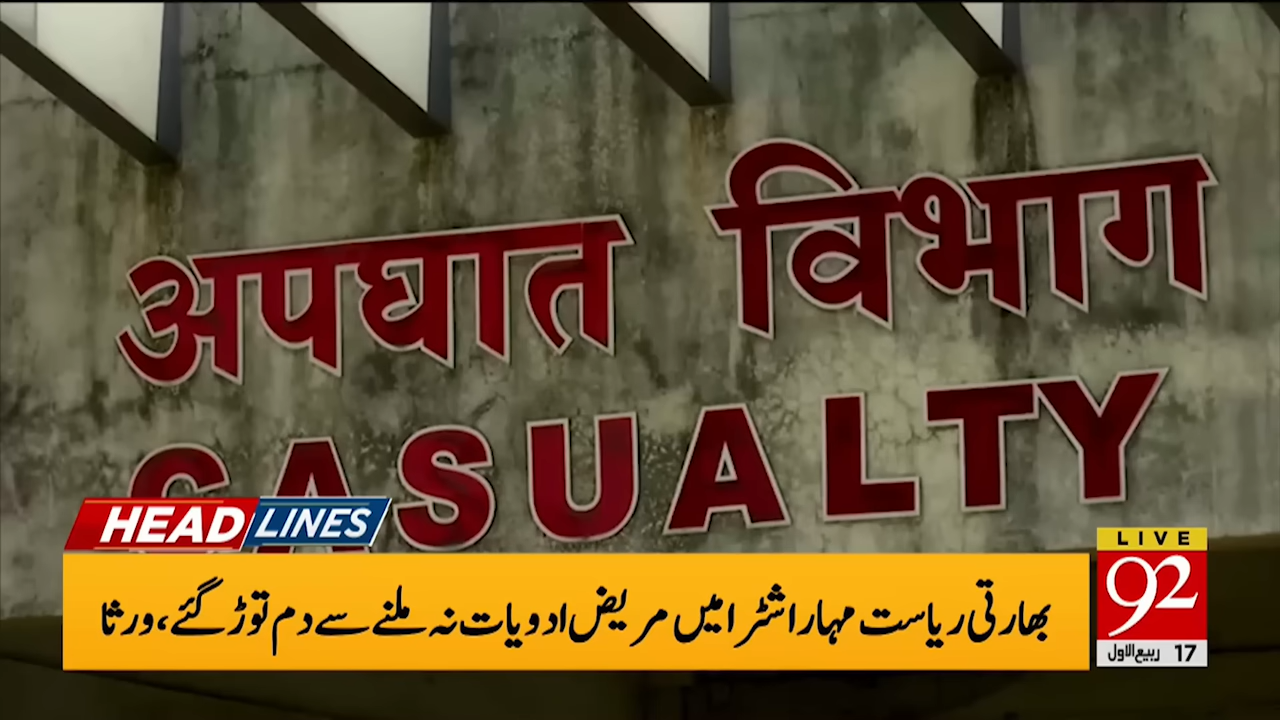 अपघात विभाग
CASUALTY
HEADLINES
LIVE
92
بھارتی ریاست مہاراشٹرا میں مریض ادویات نہ ملنے سے دم توڑ گئے، ورثا
17 ربیع الاول